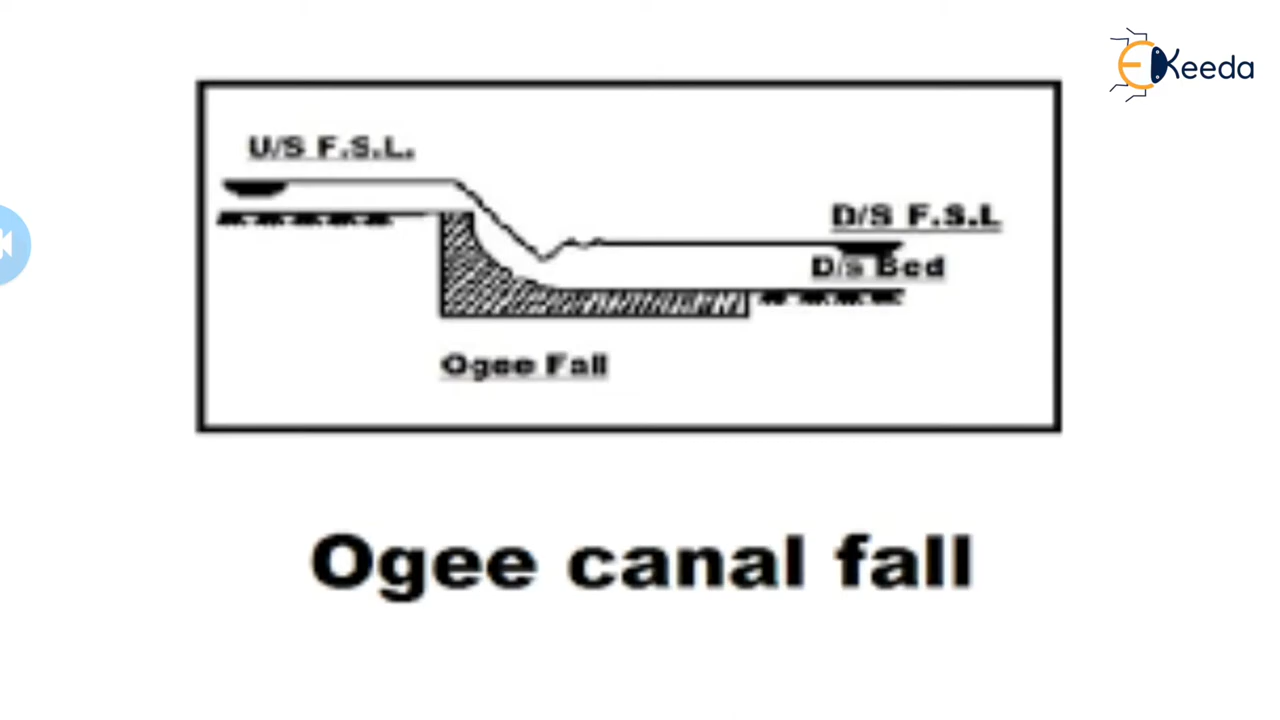 EKeeda
U/S F.S.L.
D/S F.S.L
D/s Bed
Ogee Fall
Ogee canal fall